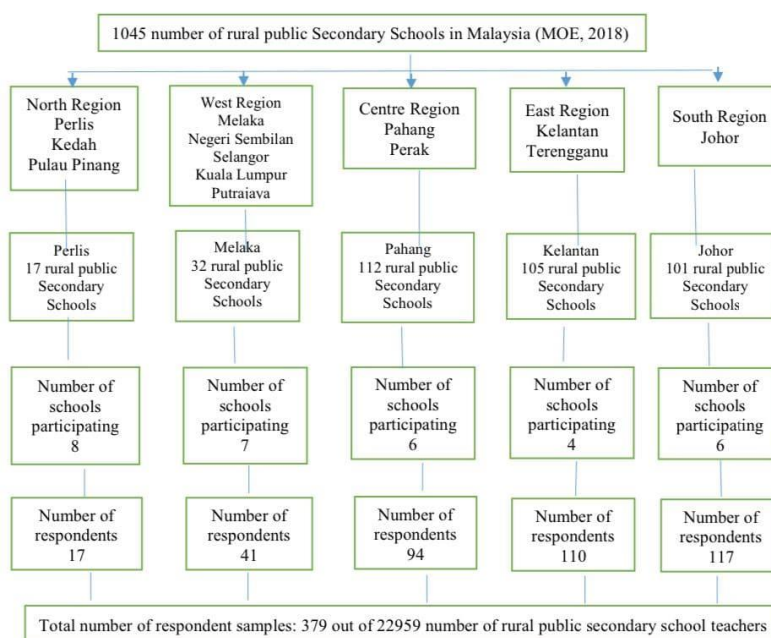 1045 number of rural public Secondary Schools in Malaysia (MOE, 2018)
North Region
Perlis
Kedah
Pulau Pinang
West Region
Melaka
Negeri Sembilan
Selangor
Kuala Lumpur
Putrajaya
Centre Region
Pahang
Perak
East Region
Kelantan
Terengganu
South Region
Johor
Perlis
17 rural public
Secondary
Schools
Melaka
32 rural public
Secondary
Schools
Pahang
112 rural public
Secondary
Schools
Kelantan
105 rural public
Secondary
Schools
Johor
101 rural public
Secondary
Schools
Number of
schools
participating
8
Number of
schools
participating
7
Number of
schools
participating
6
Number of
schools
participating
4
Number of
schools
participating
6
Number of
respondents
17
Number of
respondents
41
Number of
respondents
94
Number of
respondents
110
Number of
respondents
117
Total number of respondent samples: 379 out of 22959 number of rural public secondary school teachers